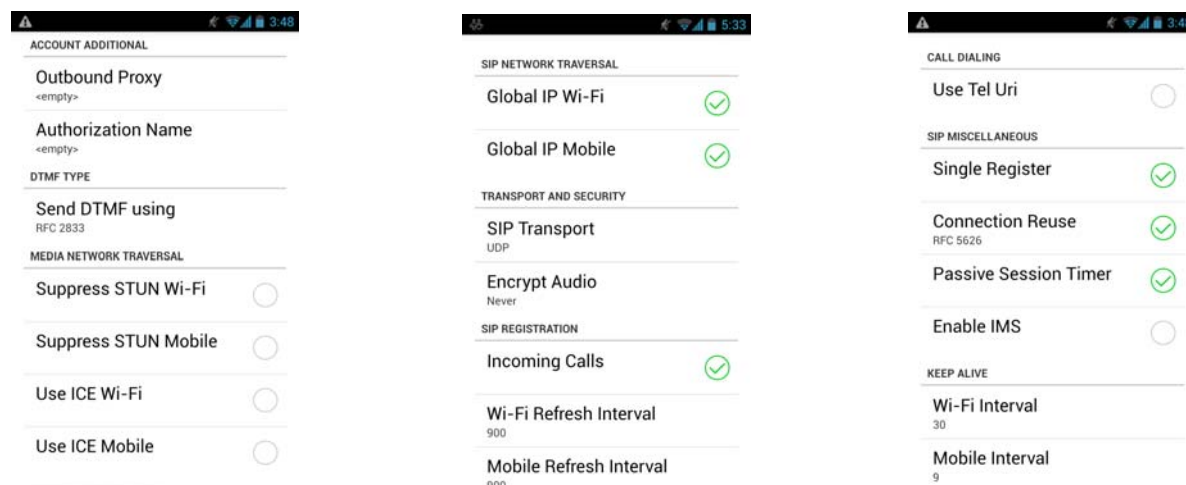 3:48
ACCOUNT ADDITIONAL
Outbound Proxy
<empty>
Authorization Name
<empty>
DTMF TYPE
Send DTMF using
RFC 2833
MEDIA NETWORK TRAVERSAL
Suppress STUN Wi-Fi
Suppress STUN Mobile
Use ICE Wi-Fi
Use ICE Mobile
5:33
SIP NETWORK TRAVERSAL
Global IP Wi-Fi
Global IP Mobile
TRANSPORT AND SECURITY
SIP Transport
UDP
Encrypt Audio
Never
SIP REGISTRATION
Incoming Calls
Wi-Fi Refresh Interval
900
Mobile Refresh Interval
CALL DIALING
Use Tel Uri
SIP MISCELLANEOUS
Single Register
Connection Reuse
RFC 5626
Passive Session Timer
Enable IMS
KEEP ALIVE
Wi-Fi Interval
30
Mobile Interval
9